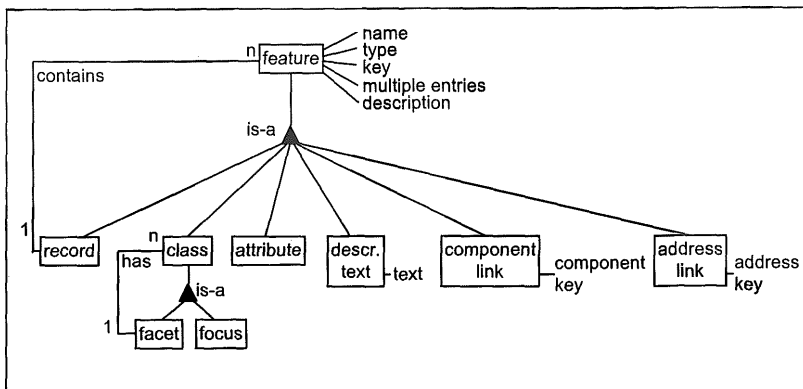 name
n
feature
type
key
contains
multiple entries
description
is-a
1
record
n
class
attribute
descr.
text
component
link
address
link
has
text
component
key
address
key
is-a
1
facet
focus